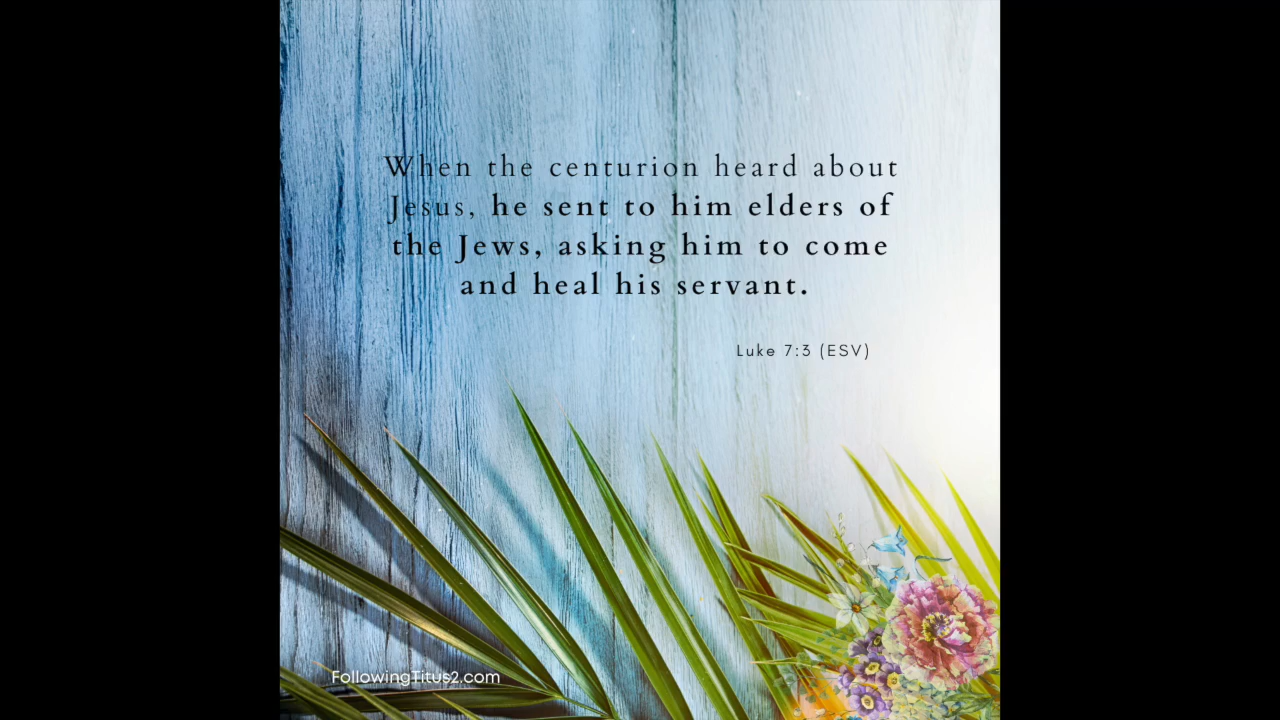 When the centurion heard about
Jesus, he sent to him elders of
the Jews, asking him to come
and heal his servant.
Luke 7:3 (ESV)
FollowingTitus2.com